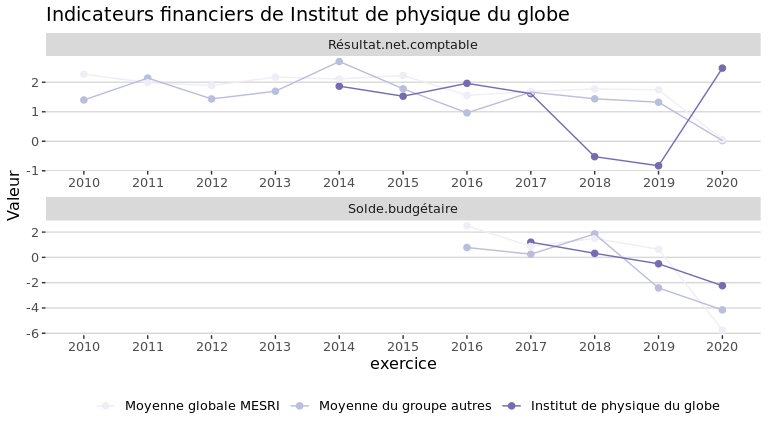 Indicateurs financiers de Institut de physique du globe
Résultat.net.comptable
2
1
0
-1
2010 2011 2012 2013 2014 2015 2016 2017 2018 2019 2020
Valeur
Solde.budgétaire
2
0
-2
-4
-6
2010 2011 2012 2013 2014 2015 2016 2017 2018 2019 2020
exercice
Moyenne globale MESRI Moyenne du groupe autres Institut de physique du globe